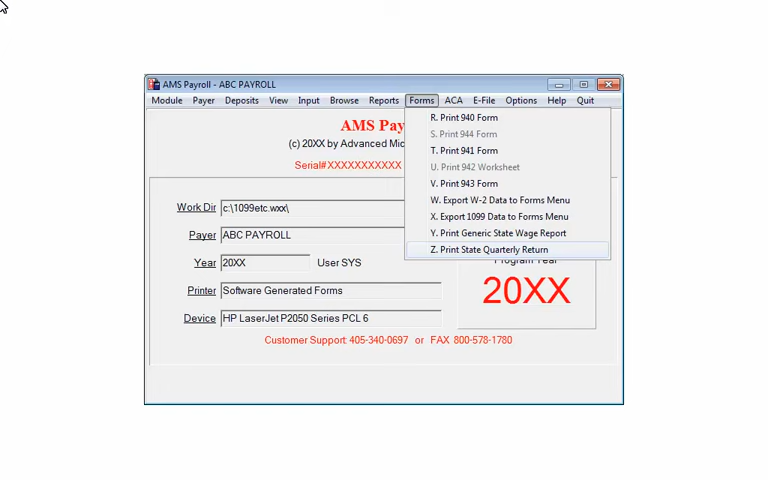 AMS Payroll - ABC PAYROLL
Module Payer Deposits View Input Browse Reports Forms ACA E-File Options Help Quit
AMS Pay
(c) 20XX by Advanced Mic
Serial#XXXXXXXXXXX
R. Print 940 Form
S. Print 944 Form
T. Print 941 Form
U. Print 942 Worksheet
V. Print 943 Form
W. Export W-2 Data to Forms Menu
X. Export 1099 Data to Forms Menu
Y. Print Generic State Wage Report
Z. Print State Quarterly Return
Work Dir c:\1099etc.wxx\
Payer ABC PAYROLL
Year 20XX User SYS
Program Year
20XX
Printer Software Generated Forms
Device HP LaserJet P2050 Series PCL 6
Customer Support: 405-340-0697 or FAX 800-578-1780